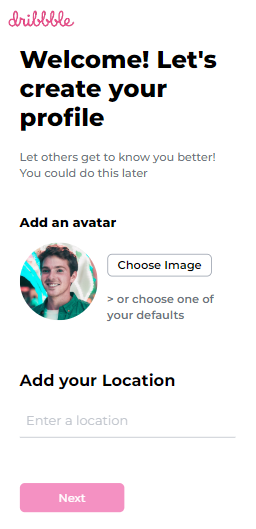 dribbble
Welcome! Let's
create your
profile
Let others get to know you better!
You could do this later
Add an avatar
Choose Image
> or choose one of
your defaults
Add your Location
Enter a location
Next